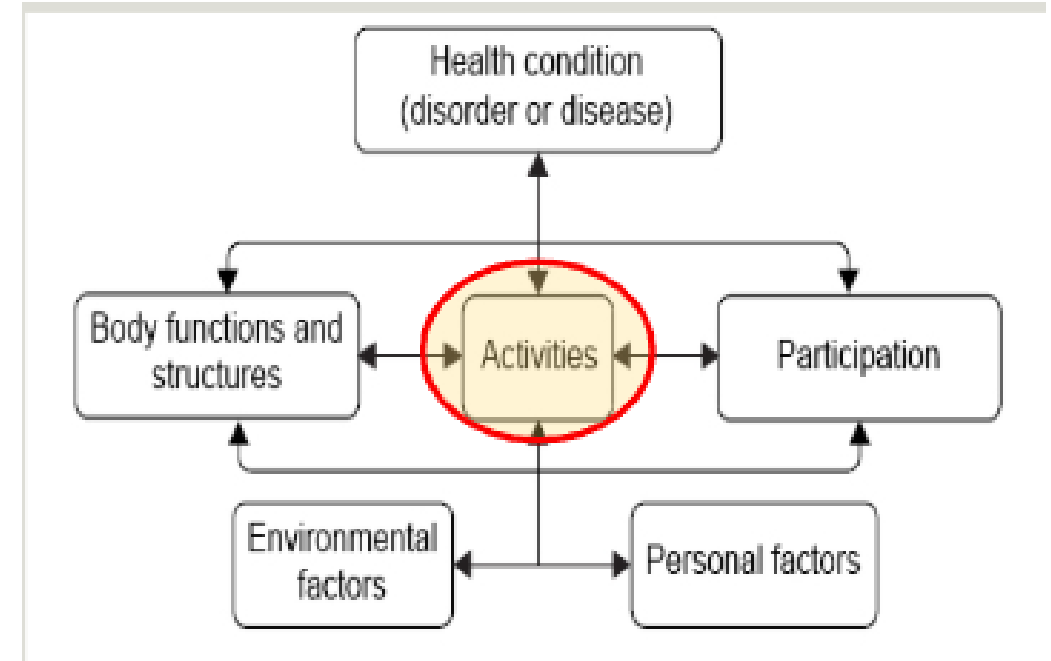 Health condition
(disorder or disease)
Body functions and
structures
Activities
Participation
Environmental
factors
Personal factors